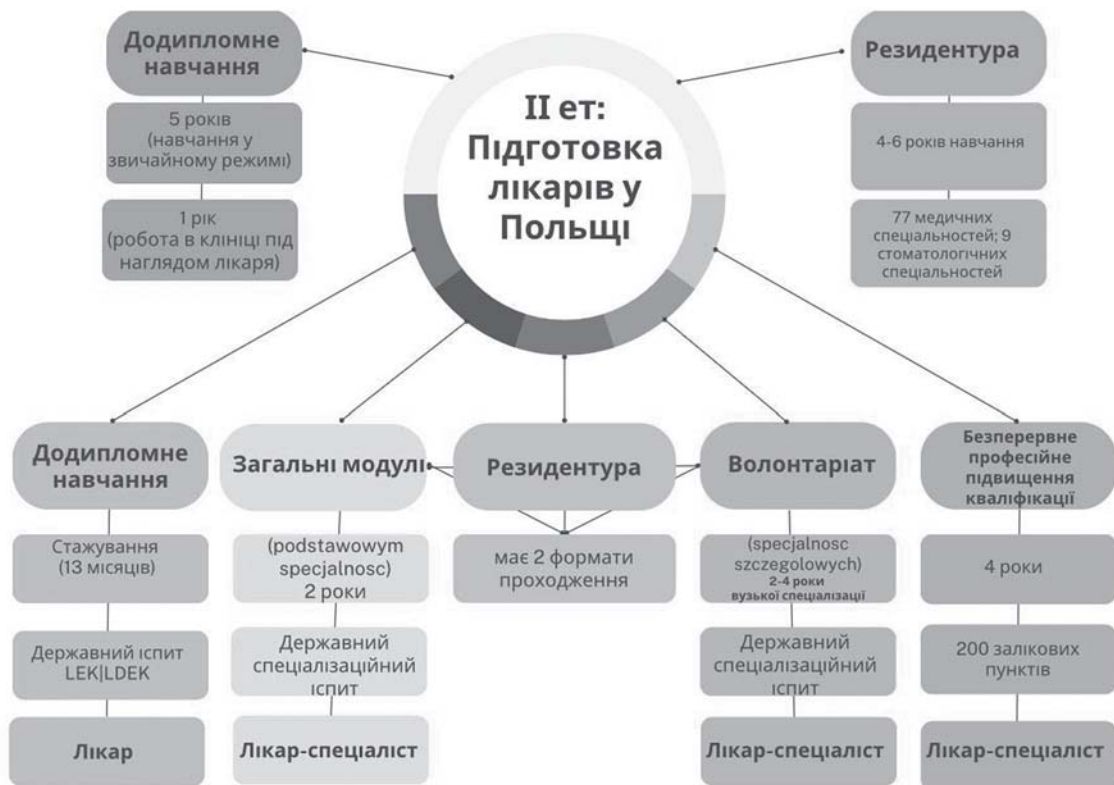 Додипломне
навчання
5 років
(навчання у
звичайному режимі)
1 рік
(робота в клініці під
наглядом лікаря)
II ет:
Підготовка
лікарів у
Польщі
Резидентура
4-6 років навчання
77 медичних
спеціальностей; 9
стоматологічних
спеціальностей
Додипломне
навчання
Стажування
(13 місяців)
Державний іспит
LEK|LDEK
Лікар
Загальні модулі
(podstawowym
specjalnosc)
2 роки
Державний
спеціалізаційний
іспит
Лікар-спеціаліст
Резидентура
має 2 формати
проходження
Волонтаріат
(specjalnosc
szczegolowych)
2-4 роки
вузької спеціалізації
Державний
спеціалізаційний
іспит
Лікар-спеціаліст
Безперервне
професійне
підвищення
кваліфікації
4 роки
200 залікових
пунктів
Лікар-спеціаліст